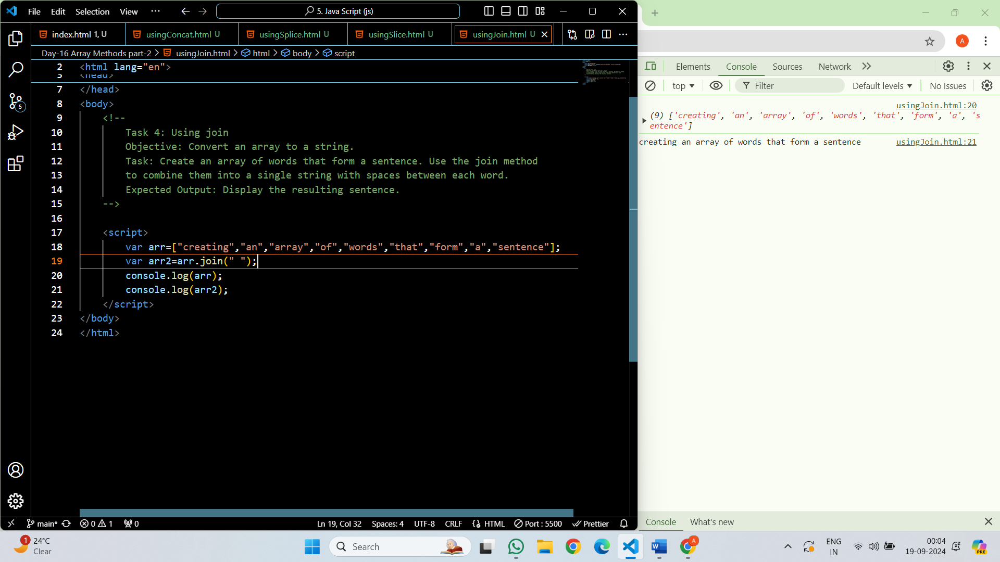 File Edit Selection View ··· 5. Java Script (js)
index.html 1, U usingConcat.html U usingSplice.html U usingSlice.html U usingJoin.html U
Day-16 Array Methods part-2 > usingJoin.html > html > body > script
2 <html lang="en">
3 <head>
7 </head>
8 <body>
9 <!--
10 Task 4: Using join
11 Objective: Convert an array to a string.
12 Task: Create an array of words that form a sentence. Use the join method
13 to combine them into a single string with spaces between each word.
14 Expected Output: Display the resulting sentence.
15 -->
16
17 <script>
18 var arr=["creating","an","array","of","words","that","form","a","sentence"];
19 var arr2=arr.join(" ");
20 console.log(arr);
21 console.log(arr2);
22 </script>
23 </body>
24 </html>
5
main* 0 1 0 Ln 19, Col 32 Spaces: 4 UTF-8 CRLF HTML Port : 5500 Prettier
A
Elements Console Sources Network
top Filter Default levels No Issues
usingJoin.html:20
(9) ['creating', 'an', 'array', 'of', 'words', 'that', 'form', 'a', 's
entence']
creating an array of words that form a sentence usingJoin.html:21
Console What's new
1 24°C
Clear
Search
W
A
ENG
IN
00:04
19-09-2024
PRE